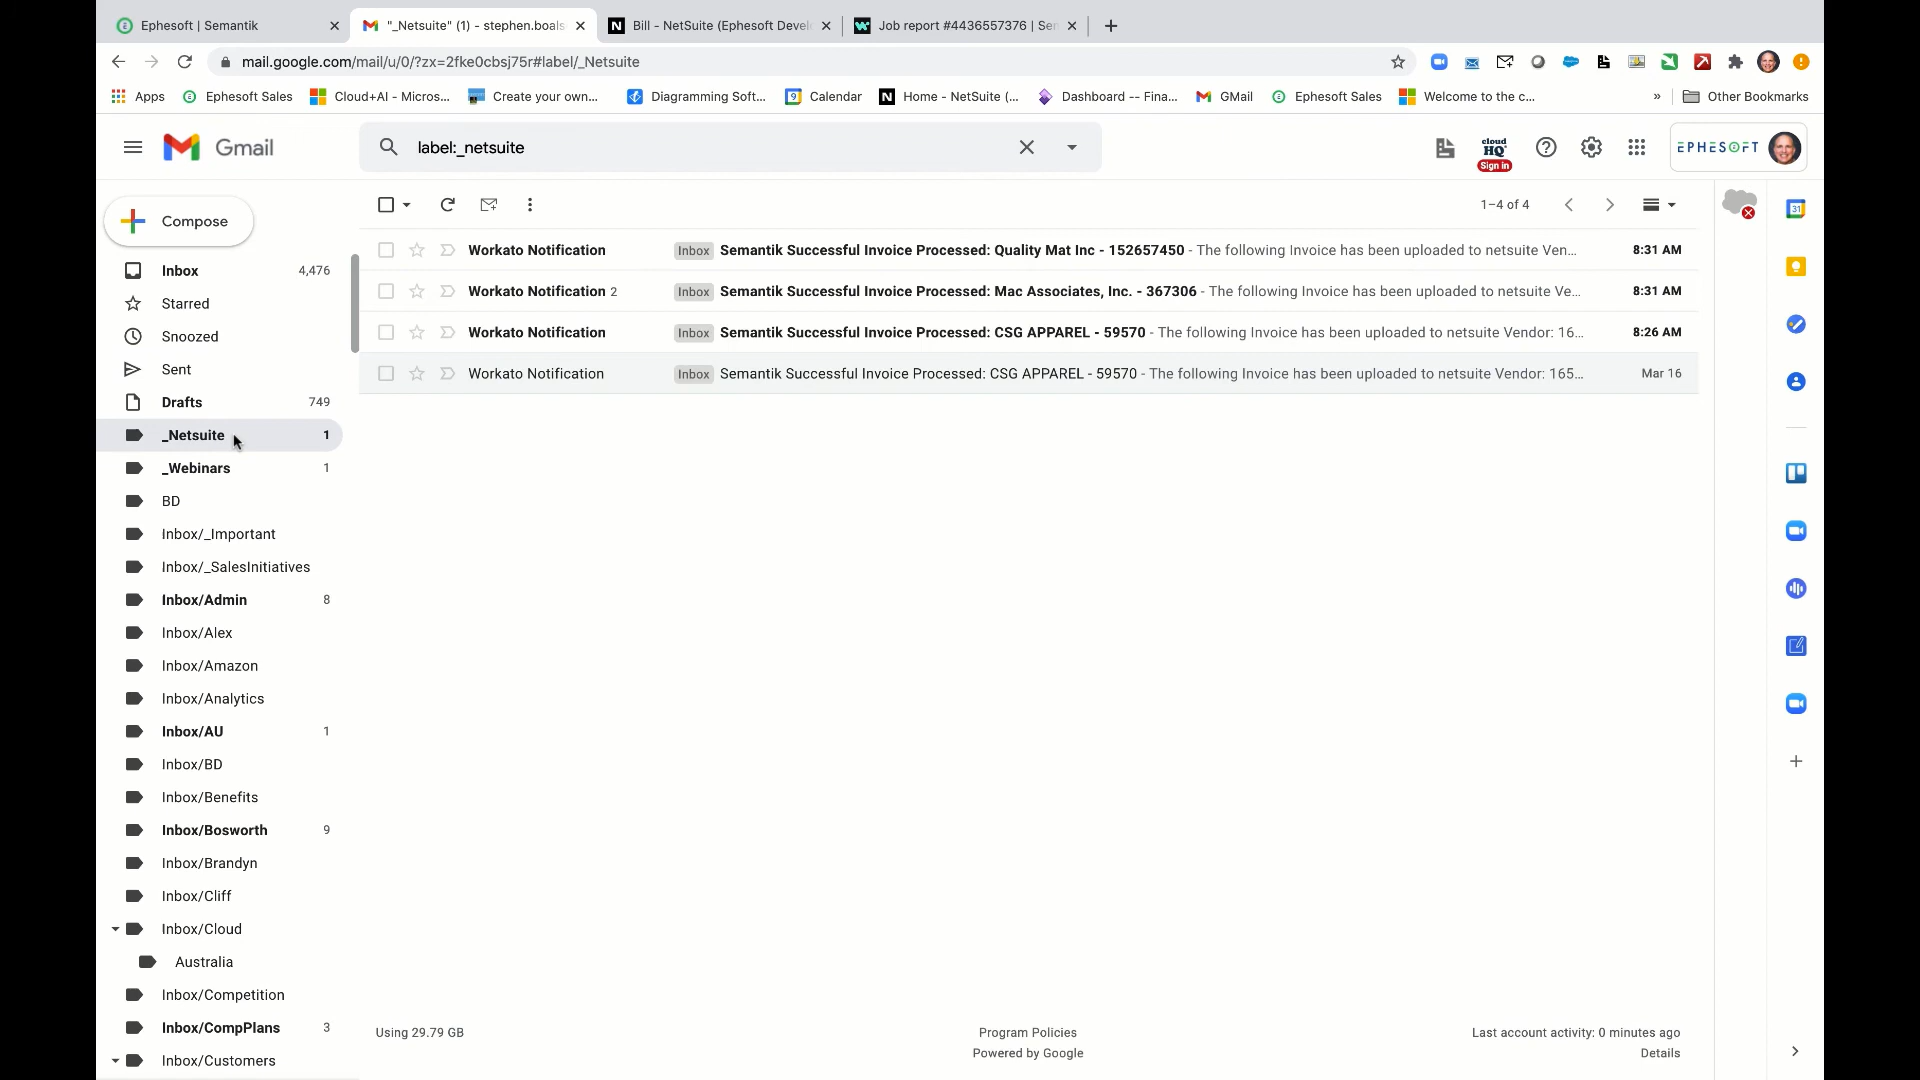 Ephesoft | Semantik
"_Netsuite" (1) - stephen.boals
Bill - NetSuite (Ephesoft Devel
Job report #4436557376 | Sen
mail.google.com/mail/u/0/?zx=2fke0cbsj75r#label/_Netsuite
Apps
Ephesoft Sales
Cloud+AI - Micros...
Create your own...
Diagramming Soft...
9
Calendar
Home - NetSuite (...
Dashboard -- Fina...
GMail
Ephesoft Sales
Welcome to the c...
»
Other Bookmarks
Gmail
label:_netsuite
cloud
HQ
Sign in
EPHESOFT
Compose
1–4 of 4
31
Inbox 4,476
Starred
Snoozed
Sent
Drafts 749
_Netsuite 1
_Webinars 1
BD
Inbox/_Important
Inbox/_SalesInitiatives
Inbox/Admin 8
Inbox/Alex
Inbox/Amazon
Inbox/Analytics
Inbox/AU 1
Inbox/BD
Inbox/Benefits
Inbox/Bosworth 9
Inbox/Brandyn
Inbox/Cliff
Inbox/Cloud
Australia
Inbox/Competition
Inbox/CompPlans 3
Inbox/Customers
Workato Notification Inbox Semantik Successful Invoice Processed: Quality Mat Inc - 152657450 - The following Invoice has been uploaded to netsuite Ven... 8:31 AM
Workato Notification 2 Inbox Semantik Successful Invoice Processed: Mac Associates, Inc. - 367306 - The following Invoice has been uploaded to netsuite Ve... 8:31 AM
Workato Notification Inbox Semantik Successful Invoice Processed: CSG APPAREL - 59570 - The following Invoice has been uploaded to netsuite Vendor: 16... 8:26 AM
Workato Notification Inbox Semantik Successful Invoice Processed: CSG APPAREL - 59570 - The following Invoice has been uploaded to netsuite Vendor: 165... Mar 16
Using 29.79 GB
Program Policies
Powered by Google
Last account activity: 0 minutes ago
Details